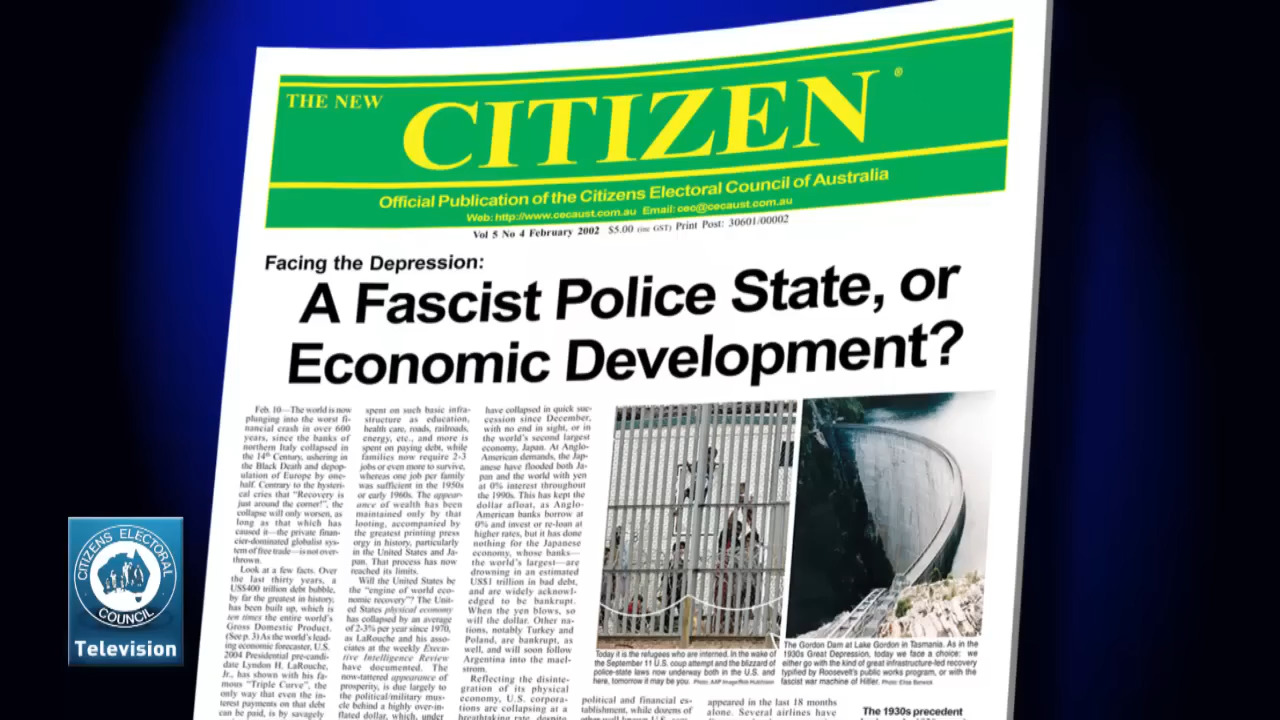 THE NEW
CITIZEN®
Official Publication of the Citizens Electoral Council of Australia
Web: http://www.cecaust.com.au Email: cec@cecaust.com.au
Vol 5 No 4 February 2002 $5.00 (inc GST) Print Post: 30601/00002
Facing the Depression:
A Fascist Police State, or
Economic Development?
Feb. 10—The world is now
plunging into the worst fi-
nancial crash in over 600
years, since the banks of
northern Italy collapsed in
the 14th Century, ushering in
the Black Death and depop-
ulation of Europe by one-
half. Contrary to the hysteri-
cal cries that "Recovery is
just around the corner!", the
collapse will only worsen, as
long as that which has
caused it—the private finan-
cier-dominated globalist sys-
tem of free trade—is not over-
thrown.
Look at a few facts. Over
the last thirty years, a
US$400 trillion debt bubble,
by far the greatest in history,
has been built up, which is
ten times the entire world's
Gross Domestic Product.
(See p. 3) As the world's lead-
ing economic forecaster, U.S.
2004 Presidential pre-candi-
date Lyndon H. LaRouche,
Jr., has shown with his fa-
mous "Triple Curve", the
only way that even the in-
terest payments on that debt
can be paid, is by savagely
spent on such basic infra-
structure as education,
health care, roads, railroads,
energy, etc., and more is
spent on paying debt, while
families now require 2-3
jobs or even more to survive,
whereas one job per family
was sufficient in the 1950s
or early 1960s. The appear-
ance of wealth has been
maintained only by that
looting, accompanied by
the greatest printing press
orgy in history, particularly
in the United States and Ja-
pan. That process has now
reached its limits.
Will the United States be
the "engine of world eco-
nomic recovery"? The Unit-
ed States physical economy
has collapsed by an average
of 2-3% per year since 1970,
as LaRouche and his asso-
ciates at the weekly Execu-
tive Intelligence Review
have documented. The
now-tattered appearance of
prosperity, is due largely to
the political/military mus-
cle behind a highly over-in-
flated dollar, which, under
have collapsed in quick suc-
cession since December,
with no end in sight, or in
the world's second largest
economy, Japan. At Anglo-
American demands, the Jap-
anese have flooded both Ja-
pan and the world with yen
at 0% interest throughout
the 1990s. This has kept the
dollar afloat, as Anglo-
American banks borrow at
0% and invest or re-loan at
higher rates, but it has done
nothing for the Japanese
economy, whose banks—
the world's largest—are
drowning in an estimated
US$1 trillion in bad debt,
and are widely acknowl-
edged to be bankrupt.
When the yen blows, so
will the dollar. Other na-
tions, notably Turkey and
Poland, are bankrupt, as
well, and will soon follow
Argentina into the mael-
strom.
Reflecting the disinte-
gration of its physical
economy, U.S. corpora-
tions are collapsing at a
breathtaking rate, despite
Today it is the refugees who are interned. In the wake of
the September 11 U.S. coup attempt and the blizzard of
police-state laws now underway both in the U.S. and
here, tomorrow it may be you.
The Gordon Dam at Lake Gordon in Tasmania. As in the
1930s Great Depression, today we face a choice: we
either go with the kind of great infrastructure-led recovery
typified by Roosevelt's public works program, or with the
fascist war machine of Hitler.
political and financial es-
tablishment, while dozens of
appeared in the last 18 months
alone. Several airlines have
The 1930s precedent
CITIZENS ELECTORAL
COUNCIL
Television